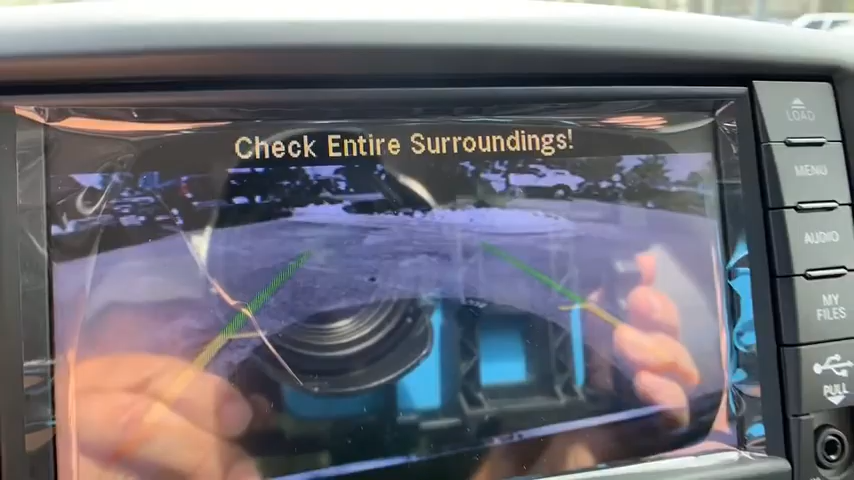 Check Entire Surroundings!
LOAD
MENU
AUDIO
MY
FILES
PULL